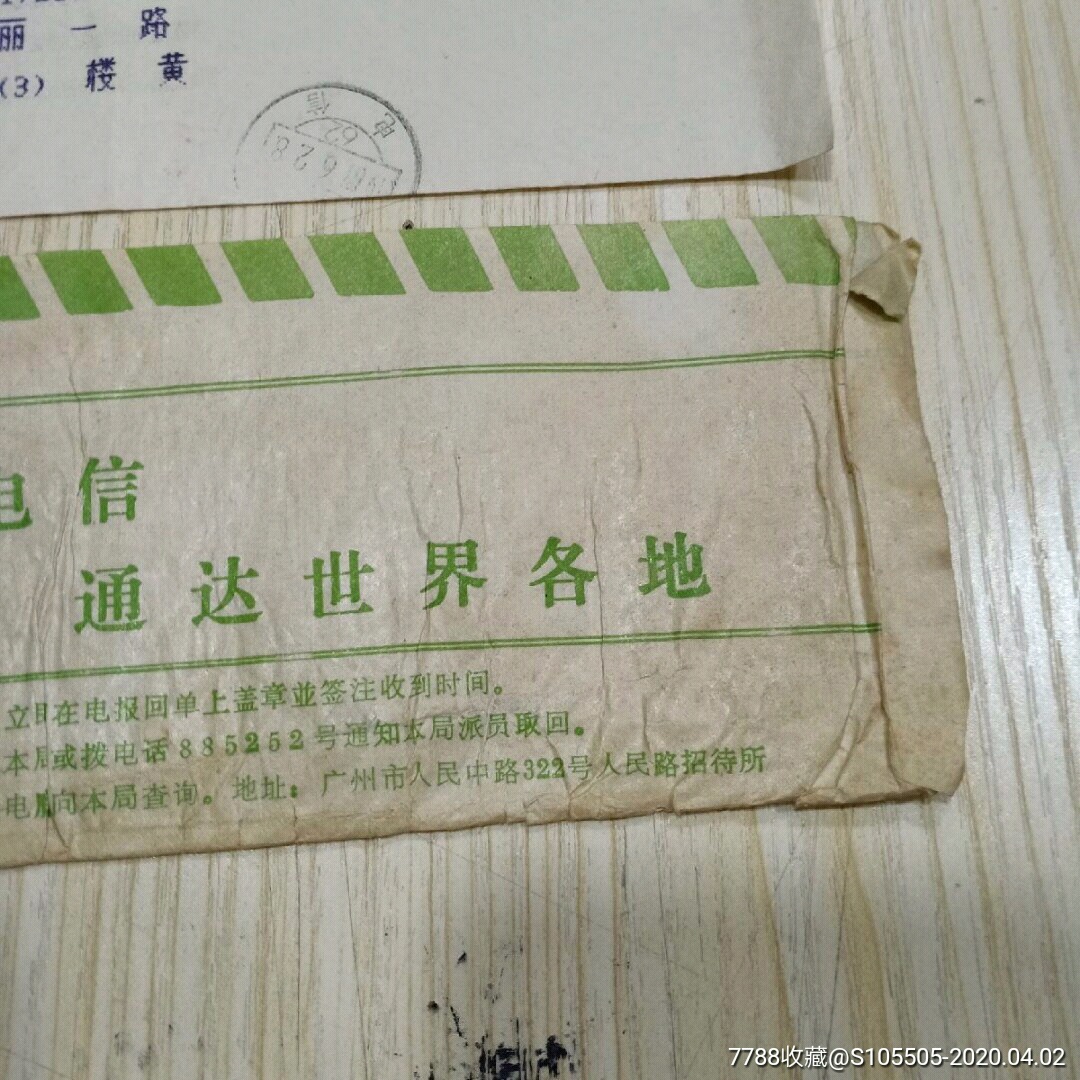 丽一路
(3) 楼黄
电信
62
电信
通达世界各地
在电报回单上盖章並签注收到时间。
本局或拨电话885252号通知本局派员取回。
向本局查询。地址：广州市人民中路322号人民路招待所
7788收藏@S105505-2020.04.02